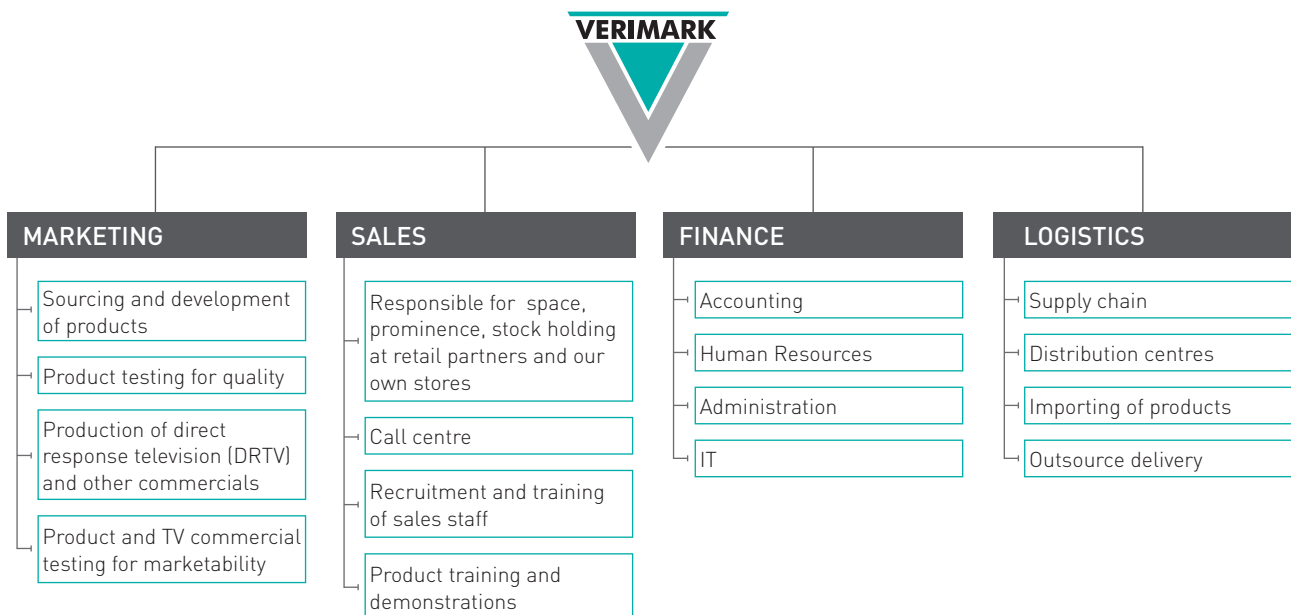 VERIMARK
MARKETING
Sourcing and development
of products
Product testing for quality
Production of direct
response television (DRTV)
and other commercials
Product and TV commercial
testing for marketability
SALES
Responsible for space,
prominence, stock holding
at retail partners and our
own stores
Call centre
Recruitment and training
of sales staff
Product training and
demonstrations
FINANCE
Accounting
Human Resources
Administration
IT
LOGISTICS
Supply chain
Distribution centres
Importing of products
Outsource delivery